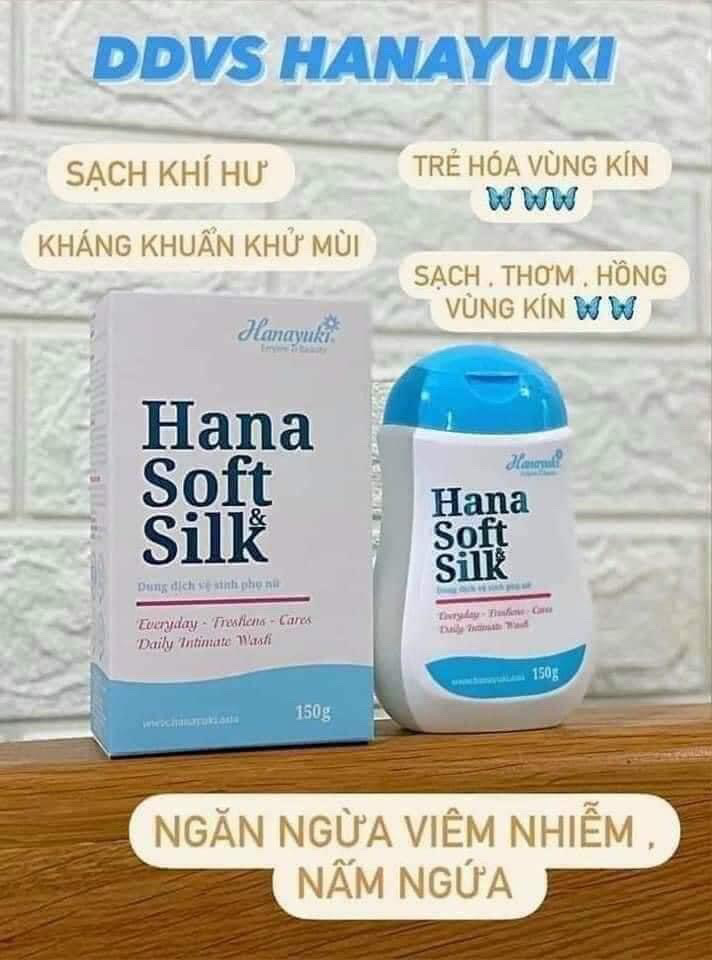 DDVS HANAYUKI
SẠCH KHÍ HƯ
TRẺ HÓA VÙNG KÍN
KHÁNG KHUẨN KHỬ MÙI
SẠCH , THƠM , HỒNG
VÙNG KÍN
Hanayuki
Hana
Soft
&
Silk
Dung dịch vệ sinh phụ nữ
Everyday - Freshens - Cares
Daily Intimate Wash
www.hanayuki.asia
150g
Hanayuki
Hana
Soft
&
Silk
Dung dịch vệ sinh phụ nữ
Everyday - Freshens - Cares
Daily Intimate Wash
www.hanayuki.asia
150g
NGĂN NGỪA VIÊM NHIỄM ,
NẤM NGỨA